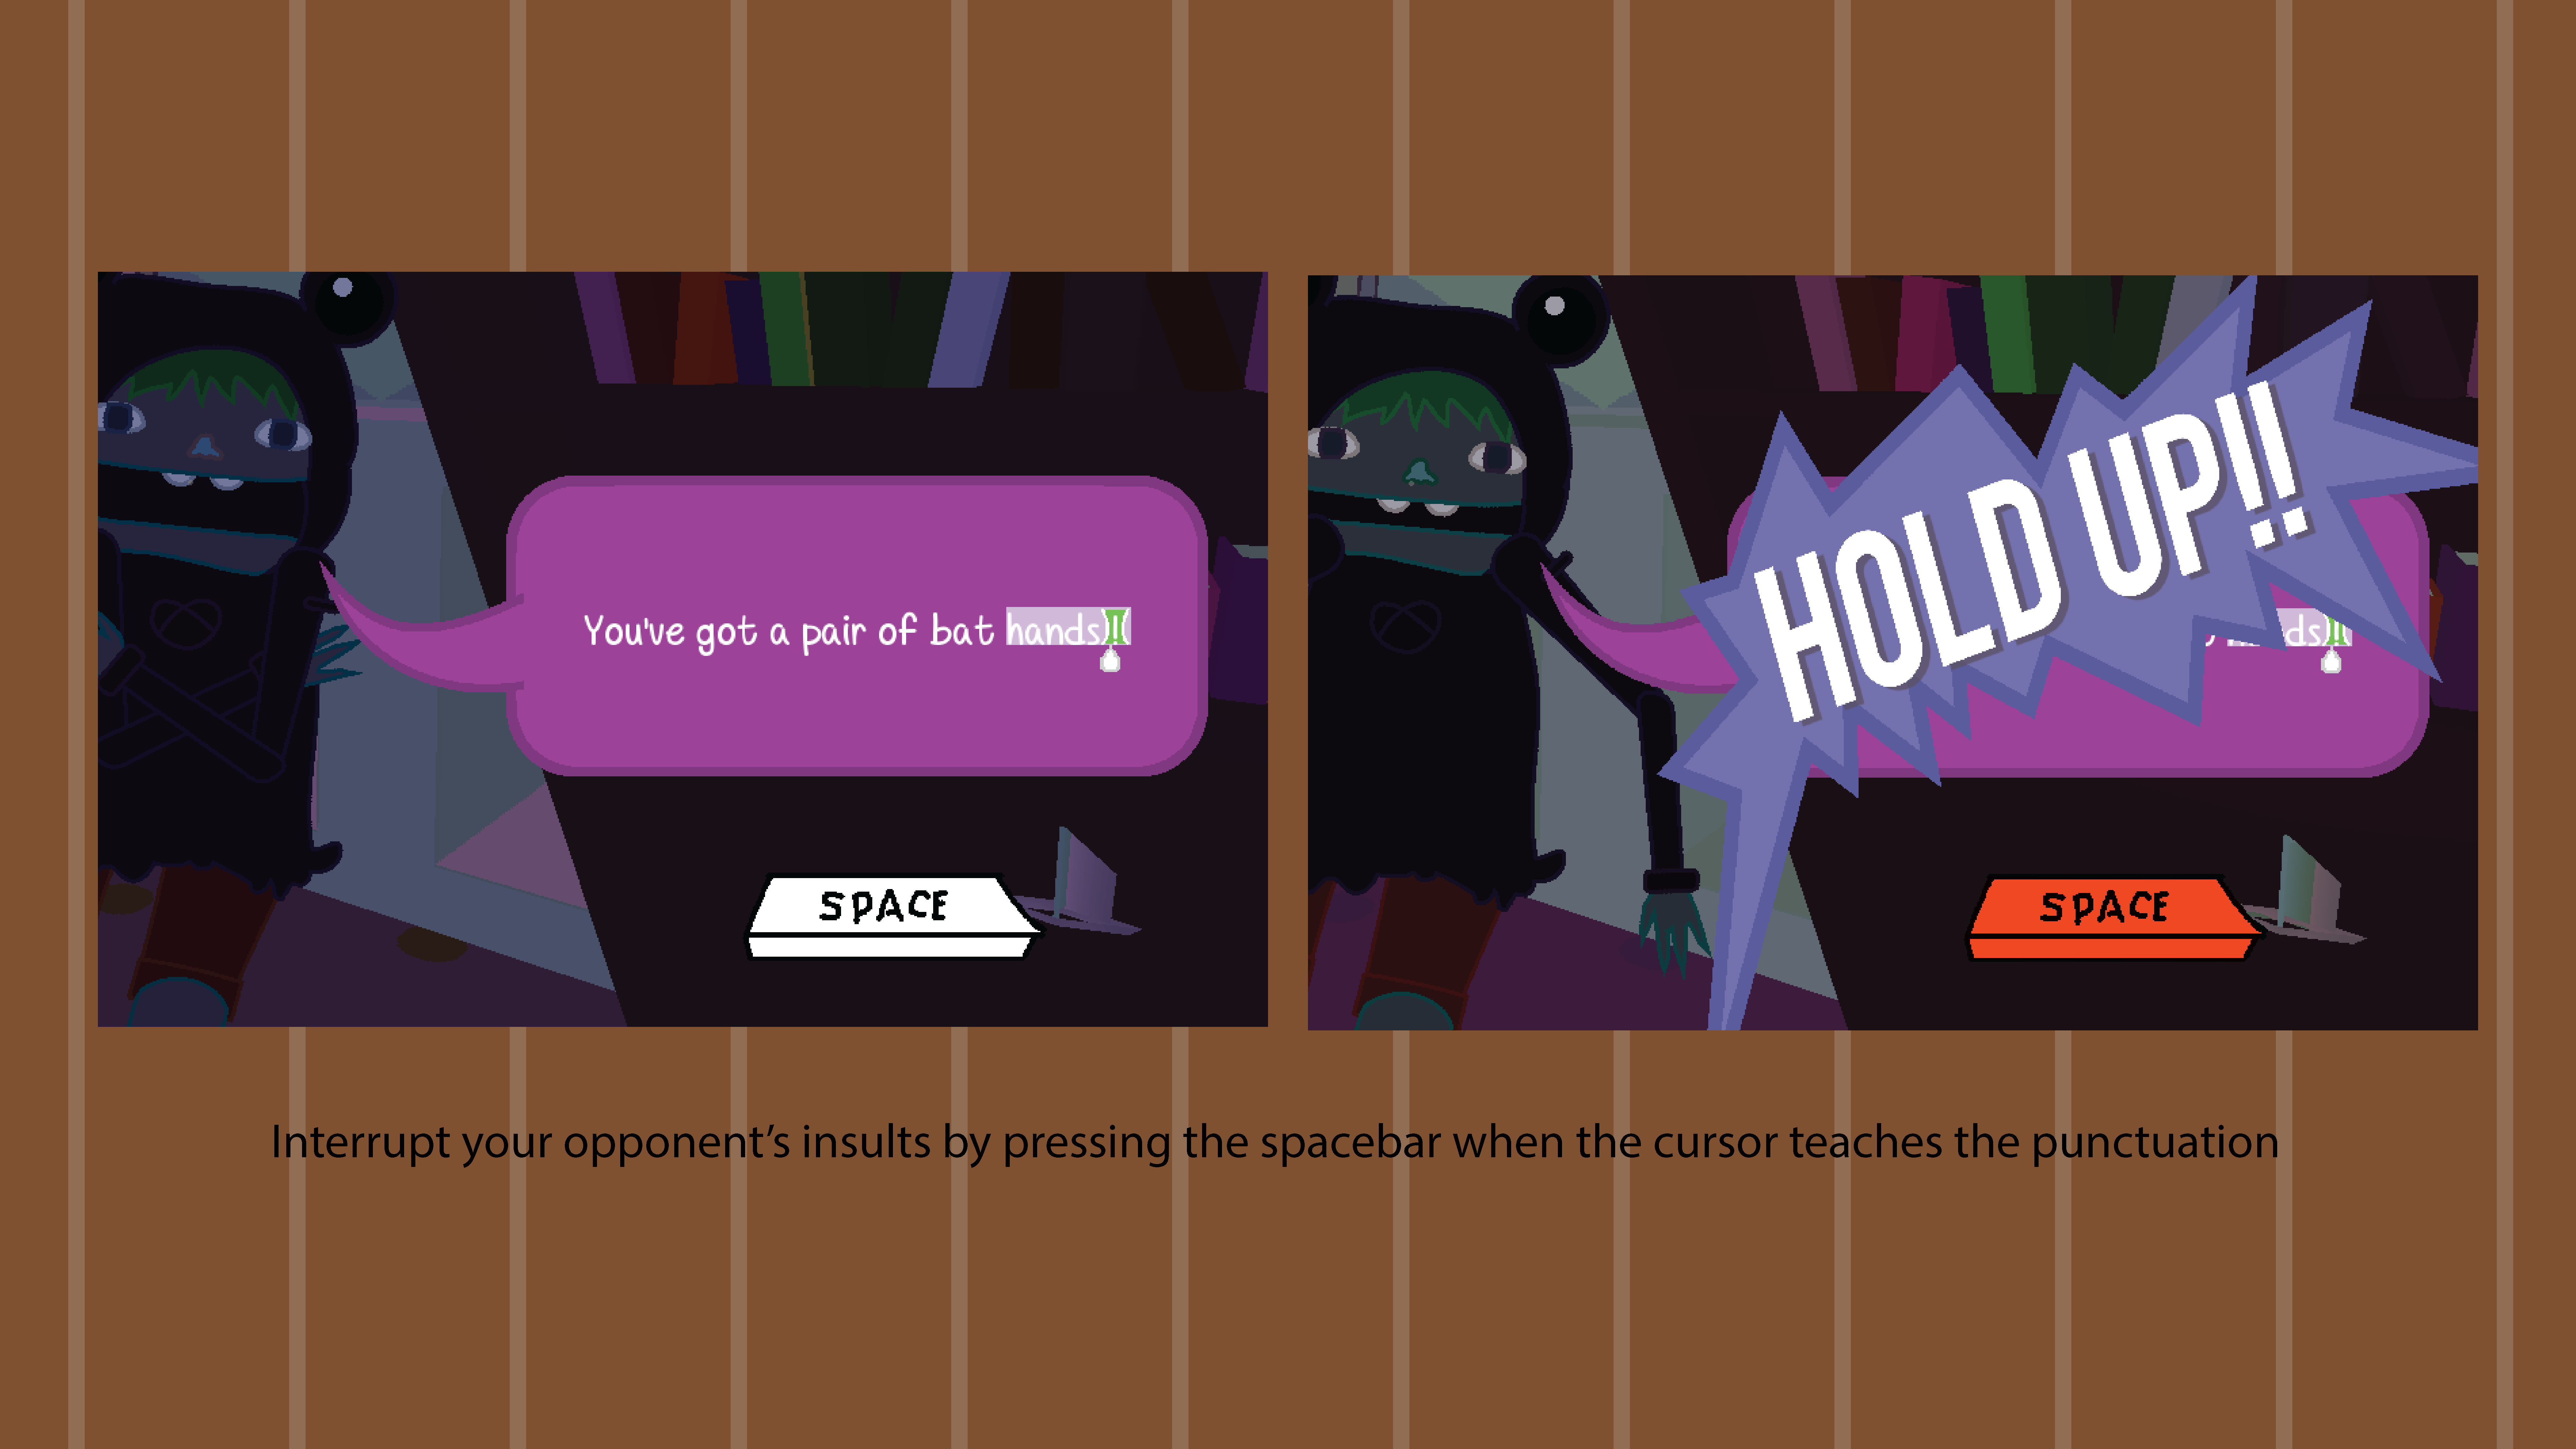 You've got a pair of bat hands!!
SPACE
HOLD UP!!
ds!!
SPACE
Interrupt your opponent’s insults by pressing the spacebar when the cursor teaches the punctuation